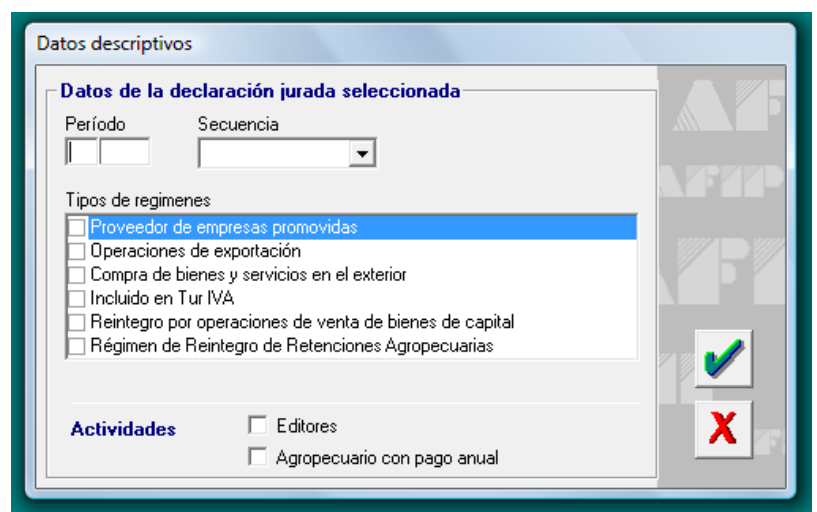 Datos descriptivos
Datos de la declaración jurada seleccionada
Período Secuencia
Tipos de regimenes
Proveedor de empresas promovidas
Operaciones de exportación
Compra de bienes y servicios en el exterior
Incluido en Tur IVA
Reintegro por operaciones de venta de bienes de capital
Régimen de Reintegro de Retenciones Agropecuarias
Actividades Editores
Agropecuario con pago anual
AFIP